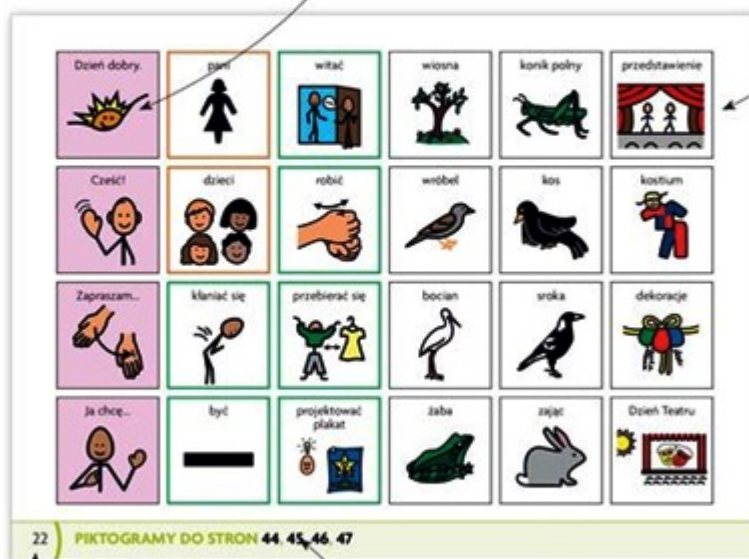 Dzień dobry.
pani
witać
wiosna
konik polny
przedstawienie
Cześć!
dzieci
robić
wróbel
kos
kostium
Zapraszam...
kłaniać się
przebierać się
bocian
sroka
dekoracje
Ja chcę...
być
projektować
plakat
żaba
zając
Dzień Teatru
22 PIKTOGRAMY DO STRON 44, 45, 46, 47